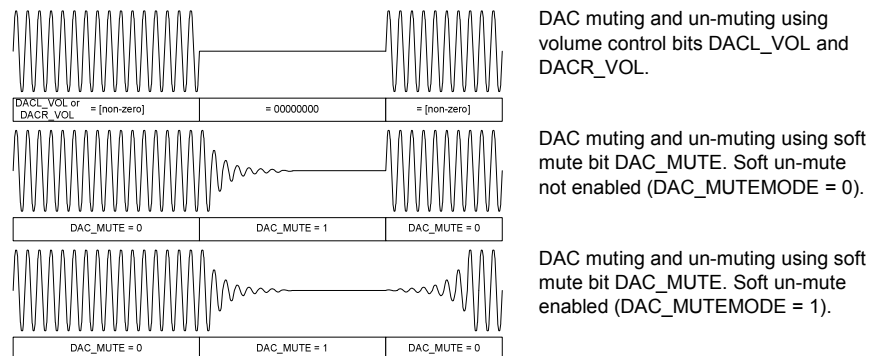 DAC muting and un-muting using
volume control bits DACL_VOL and
DACR_VOL.
DACL_VOL or
DACR_VOL
= [non-zero]
= 00000000
= [non-zero]
DAC muting and un-muting using soft
mute bit DAC_MUTE. Soft un-mute
not enabled (DAC_MUTEMODE = 0).
DAC_MUTE = 0
DAC_MUTE = 1
DAC_MUTE = 0
DAC muting and un-muting using soft
mute bit DAC_MUTE. Soft un-mute
enabled (DAC_MUTEMODE = 1).
DAC_MUTE = 0
DAC_MUTE = 1
DAC_MUTE = 0